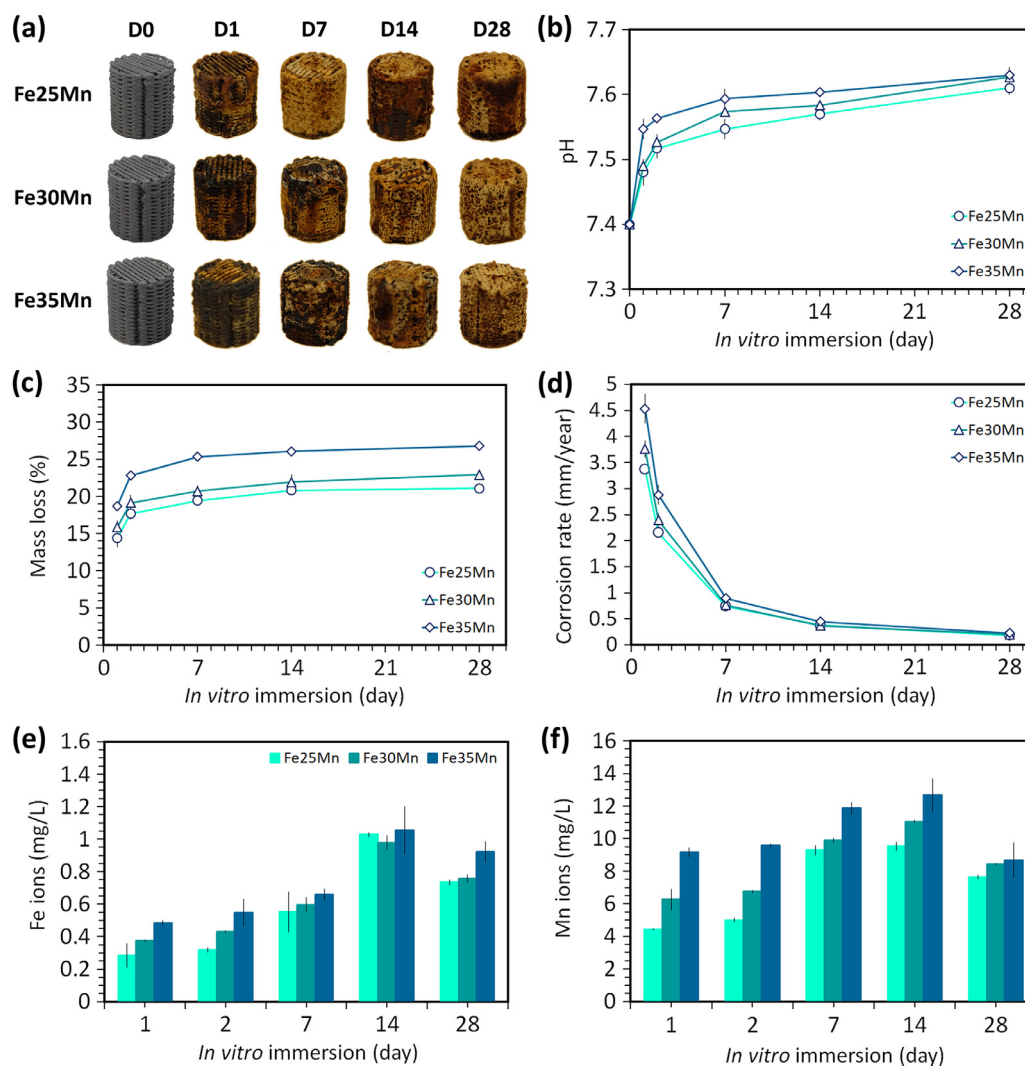 (a)
D0 D1 D7 D14 D28
Fe25Mn
Fe30Mn
Fe35Mn
(b)
7.7
7.6
7.5
7.4
7.3
pH
0 7 14 21 28
In vitro immersion (day)
Fe25Mn
Fe30Mn
Fe35Mn
(c)
35
30
25
20
15
10
5
0
Mass loss (%)
0 7 14 21 28
In vitro immersion (day)
Fe25Mn
Fe30Mn
Fe35Mn
(d)
5
4.5
4
3.5
3
2.5
2
1.5
1
0.5
0
Corrosion rate (mm/year)
0 7 14 21 28
In vitro immersion (day)
Fe25Mn
Fe30Mn
Fe35Mn
(e)
1.6
1.4
1.2
1
0.8
0.6
0.4
0.2
0
Fe ions (mg/L)
Fe25Mn Fe30Mn Fe35Mn
1 2 7 14 28
In vitro immersion (day)
(f)
16
14
12
10
8
6
4
2
0
Mn ions (mg/L)
1 2 7 14 28
In vitro immersion (day)